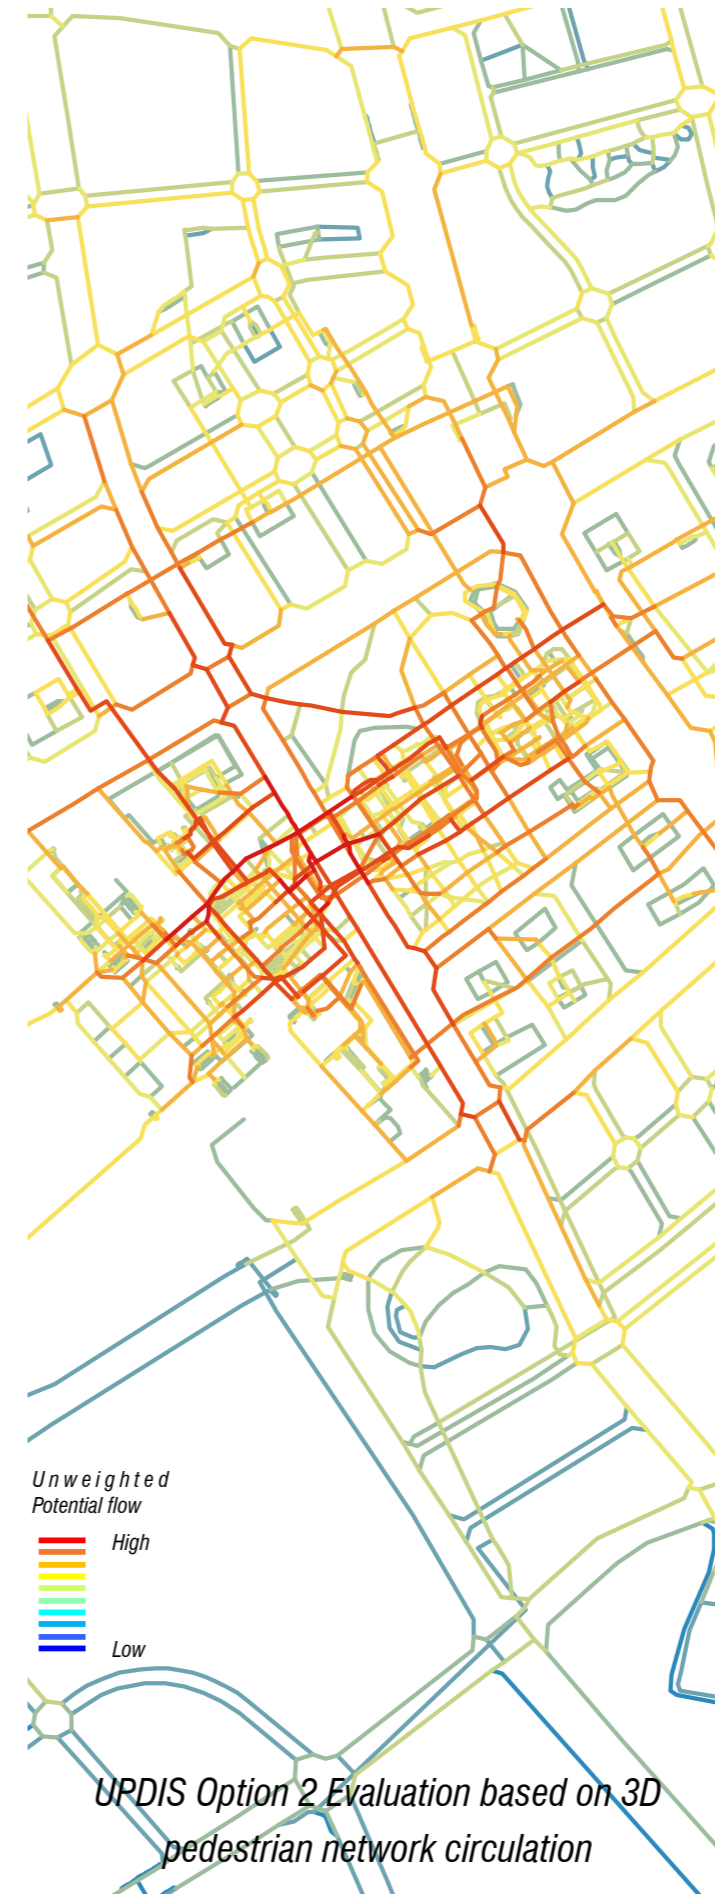 Unweighted
Potential flow
High
Low
UPDIS Option 2 Evaluation based on 3D
pedestrian network circulation